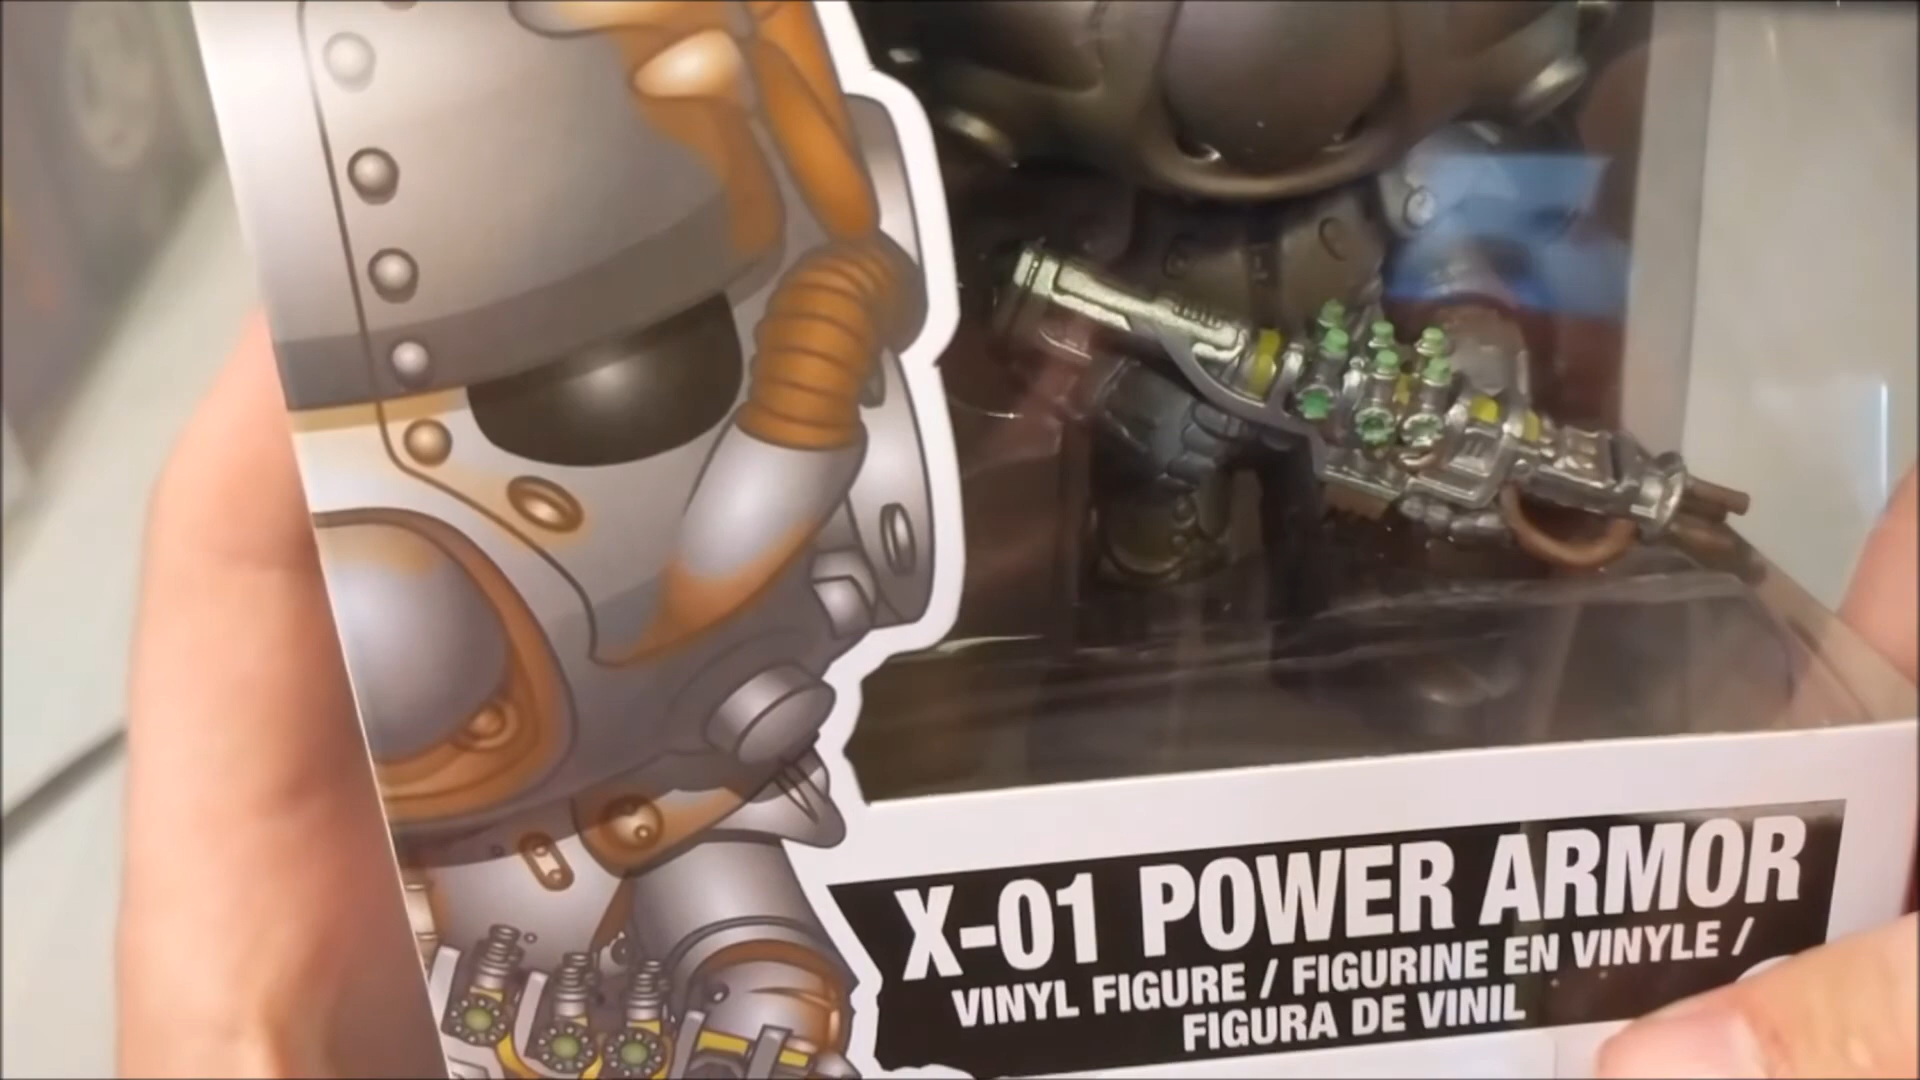 X-01 POWER ARMOR
VINYL FIGURE / FIGURINE EN VINYLE /
FIGURA DE VINIL